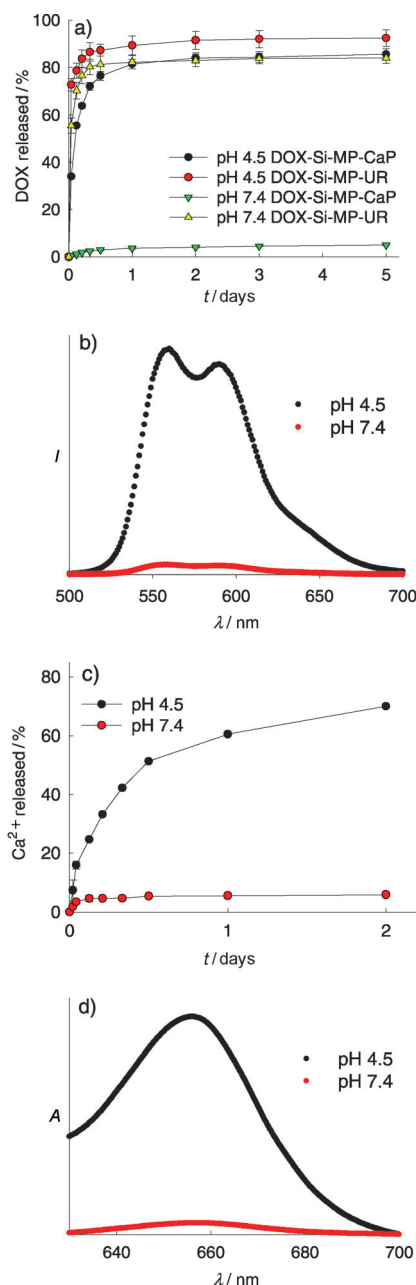 a)
DOX released / %
100
80
60
40
20
0
pH 4.5 DOX-Si-MP-CaP
pH 4.5 DOX-Si-MP-UR
pH 7.4 DOX-Si-MP-CaP
pH 7.4 DOX-Si-MP-UR
0 1 2 3 4 5
t / days
b)
I
pH 4.5
pH 7.4
500 550 600 650 700
λ / nm
c)
Ca2+ released / %
80
60
40
20
0
pH 4.5
pH 7.4
0 1 2
t / days
d)
A
pH 4.5
pH 7.4
640 660 680 700
λ / nm